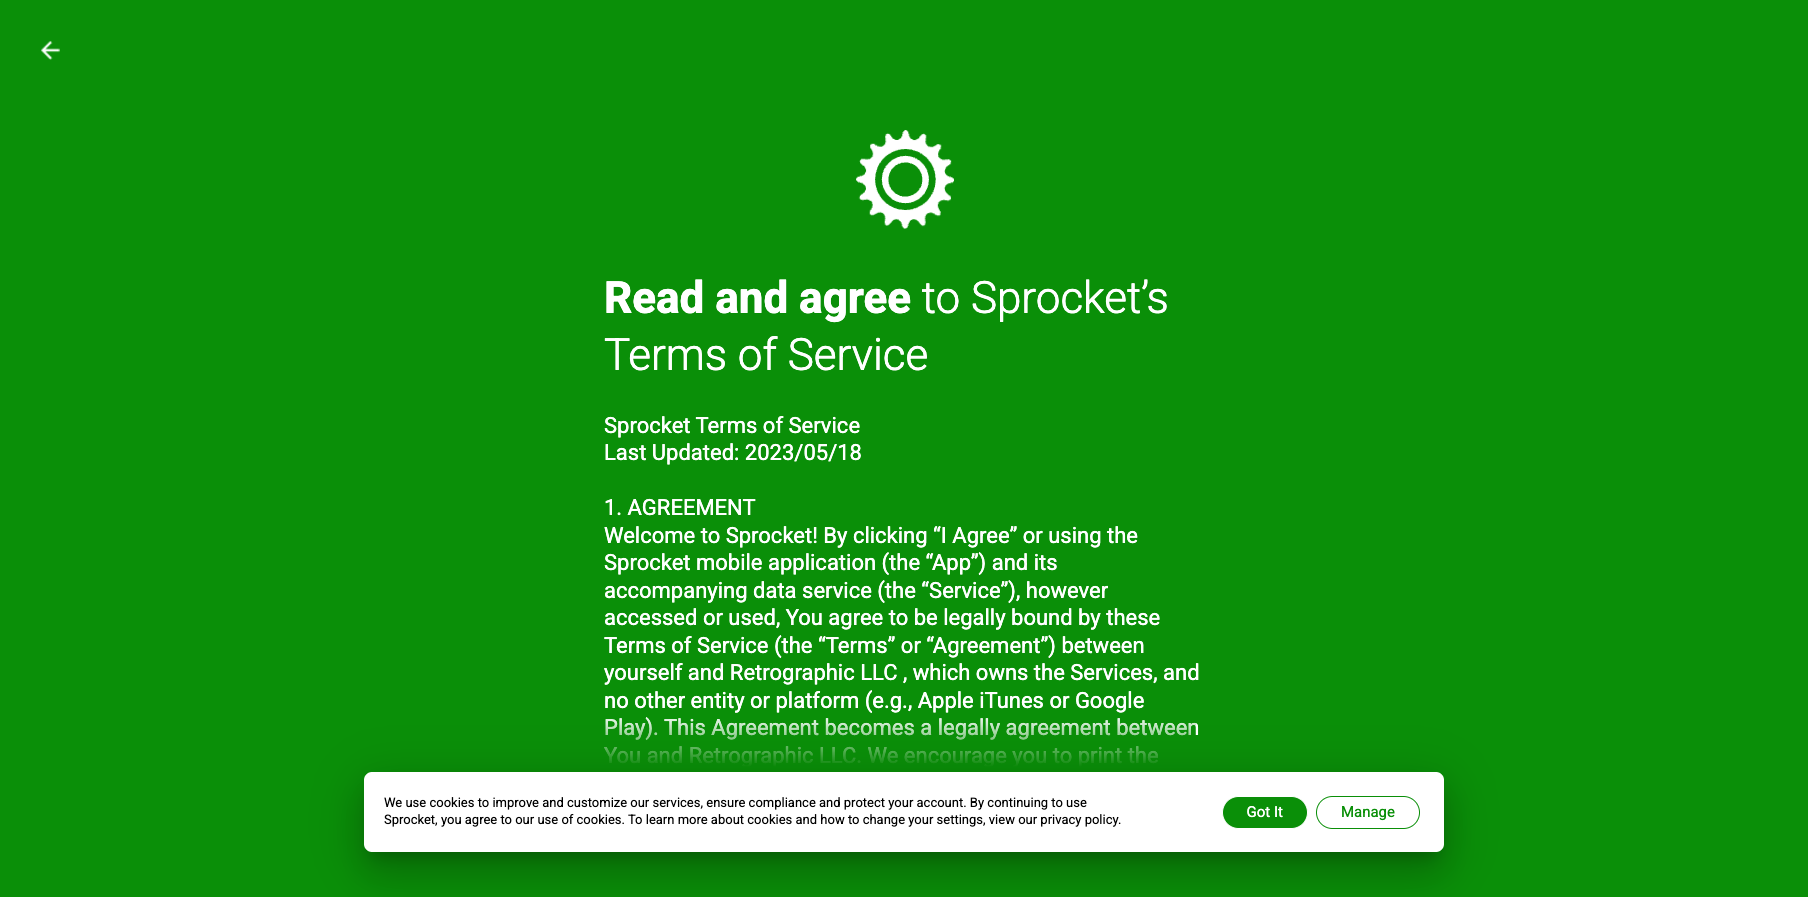 Read and agree to Sprocket’s
Terms of Service
Sprocket Terms of Service
Last Updated: 2023/05/18
1. AGREEMENT
Welcome to Sprocket! By clicking “I Agree” or using the
Sprocket mobile application (the “App”) and its
accompanying data service (the “Service”), however
accessed or used, You agree to be legally bound by these
Terms of Service (the “Terms” or “Agreement”) between
yourself and Retrographic LLC , which owns the Services, and
no other entity or platform (e.g., Apple iTunes or Google
Play). This Agreement becomes a legally agreement between
You and Retrographic LLC. We encourage you to print the
We use cookies to improve and customize our services, ensure compliance and protect your account. By continuing to use
Sprocket, you agree to our use of cookies. To learn more about cookies and how to change your settings, view our privacy policy.
Got It
Manage